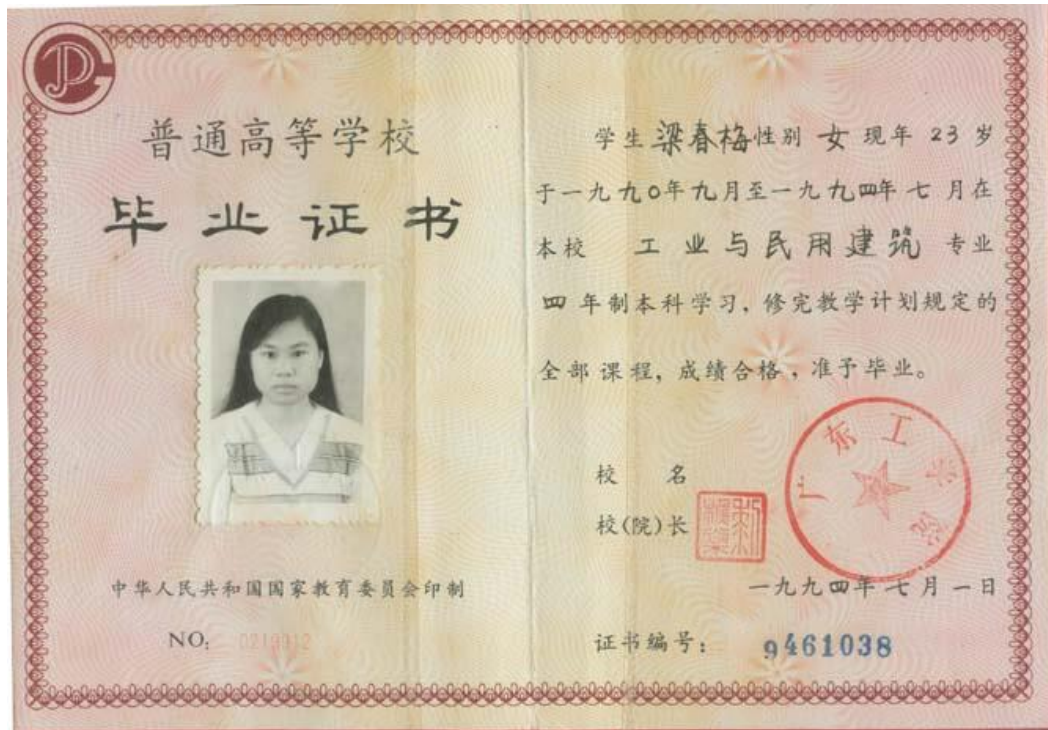 普通高等学校
毕业证书
中华人民共和国国家教育委员会印制
NO:
学生梁春梅性别 女 现年 23 岁
于一九九0年九月至一九九四年七月在
本校 工业与民用建筑 专业
四年制本科学习,修完教学计划规定的
全部课程,成绩合格,准予毕业。
校 名
校(院)长
广东工
一九九四年七月一日
证书编号: 9461038